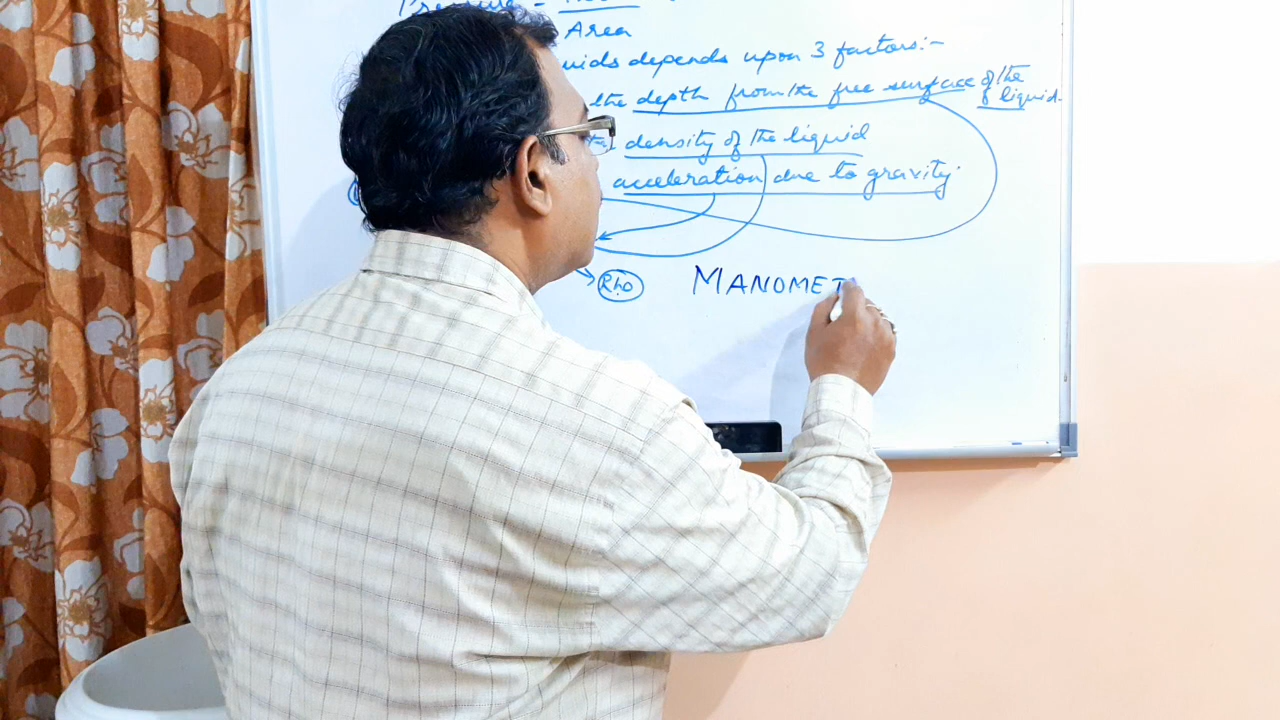 Pressure =
Area
uids depends upon 3 factors:-
the depth from the free surface of the
of liquid.
density of the liquid
acceleration due to gravity.
Rho
MANOMET